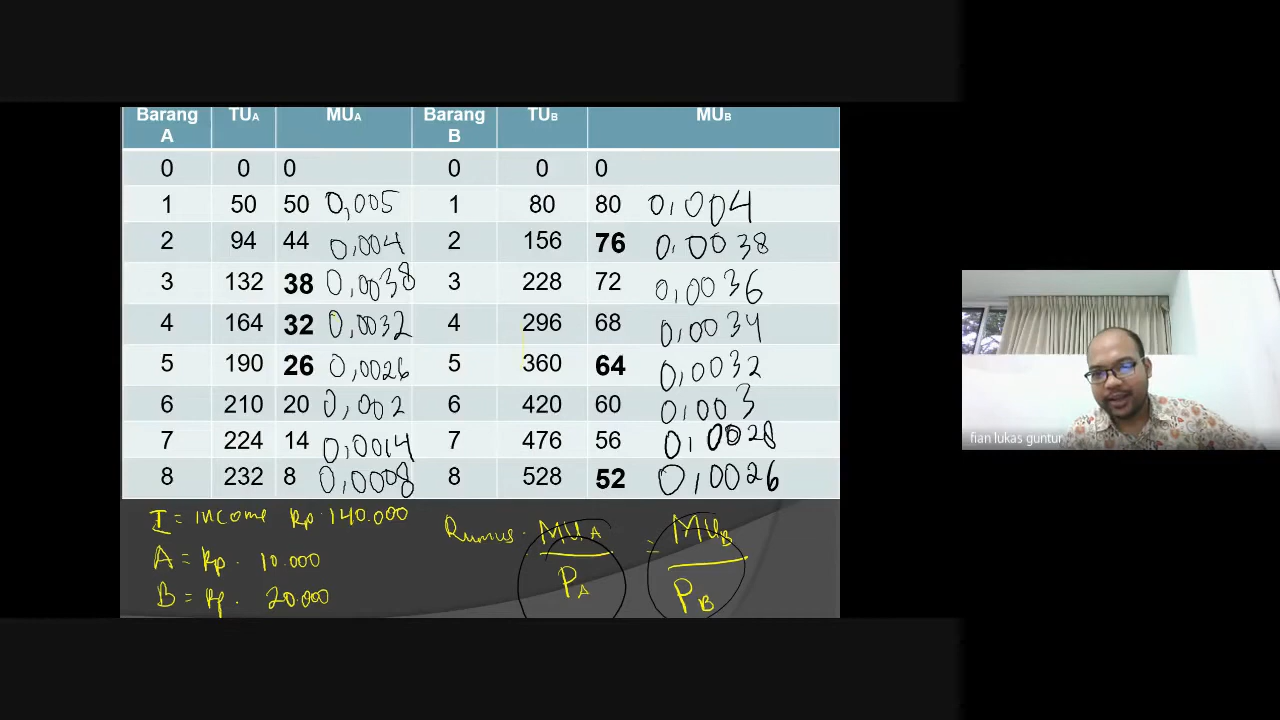 Barang A TUA MUA Barang B TUB MUB
0 0 0 0 0 0
1 50 50 0,005 1 80 80 0,004
2 94 44 0,004 2 156 76 0,0038
3 132 38 0,0038 3 228 72 0,0036
4 164 32 0,0032 4 296 68 0,0034
5 190 26 0,0026 5 360 64 0,0032
6 210 20 0,002 6 420 60 0,003
7 224 14 0,0014 7 476 56 0,0028
8 232 8 0,0008 8 528 52 0,0026
I = income Rp. 140.000
A = Rp. 10.000
B = Rp. 20.000
Rumus. MUA / PA = MUB / PB
fian lukas guntur